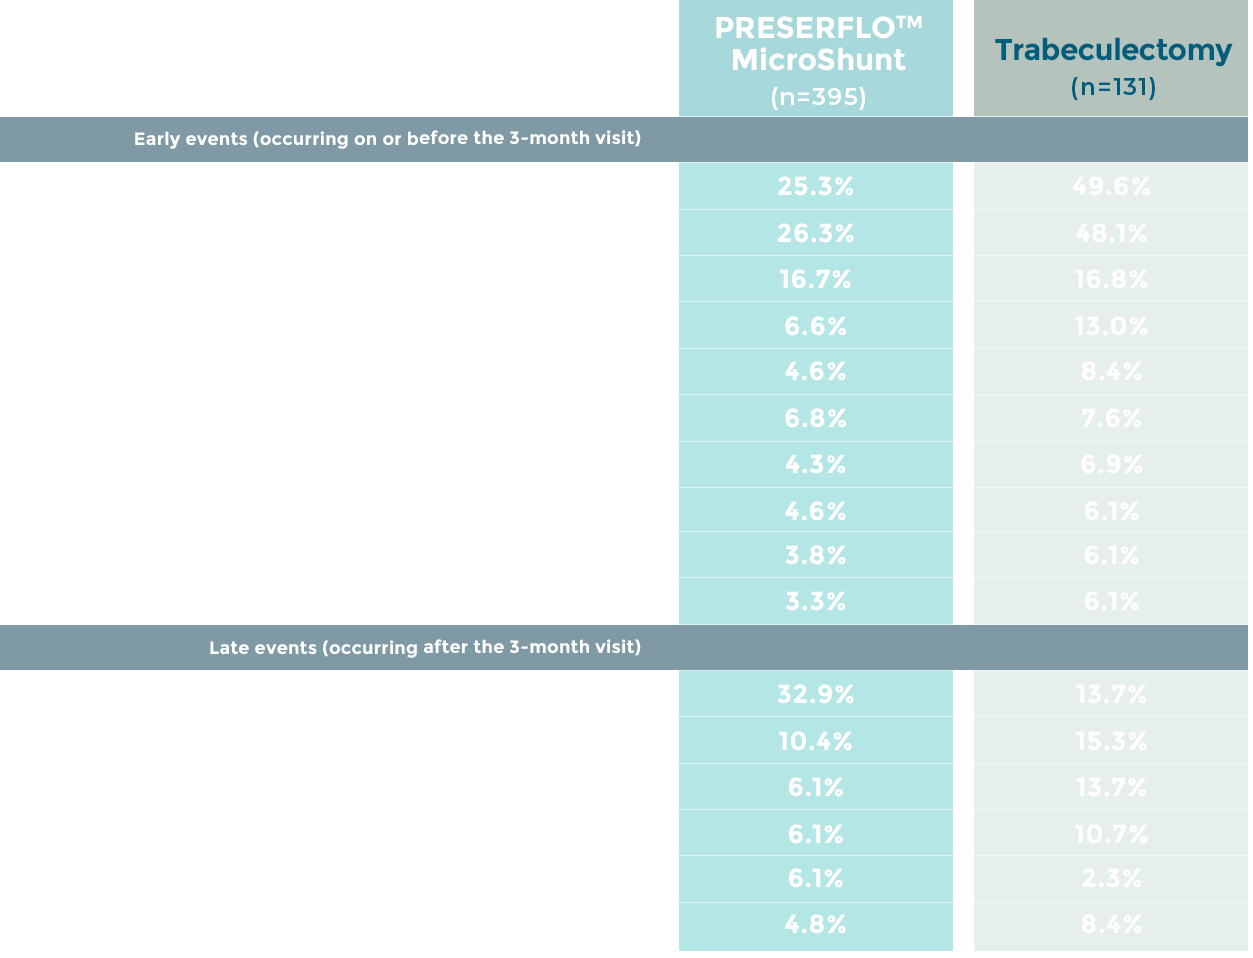 PRESERFLO™
MicroShunt
(n=395)
Trabeculectomy
(n=131)
Early events (occurring on or before the 3-month visit)
25.3% 49.6%
26.3% 48.1%
16.7% 16.8%
6.6% 13.0%
4.6% 8.4%
6.8% 7.6%
4.3% 6.9%
4.6% 6.1%
3.8% 6.1%
3.3% 6.1%
Late events (occurring after the 3-month visit)
32.9% 13.7%
10.4% 15.3%
6.1% 13.7%
6.1% 10.7%
6.1% 2.3%
4.8% 8.4%